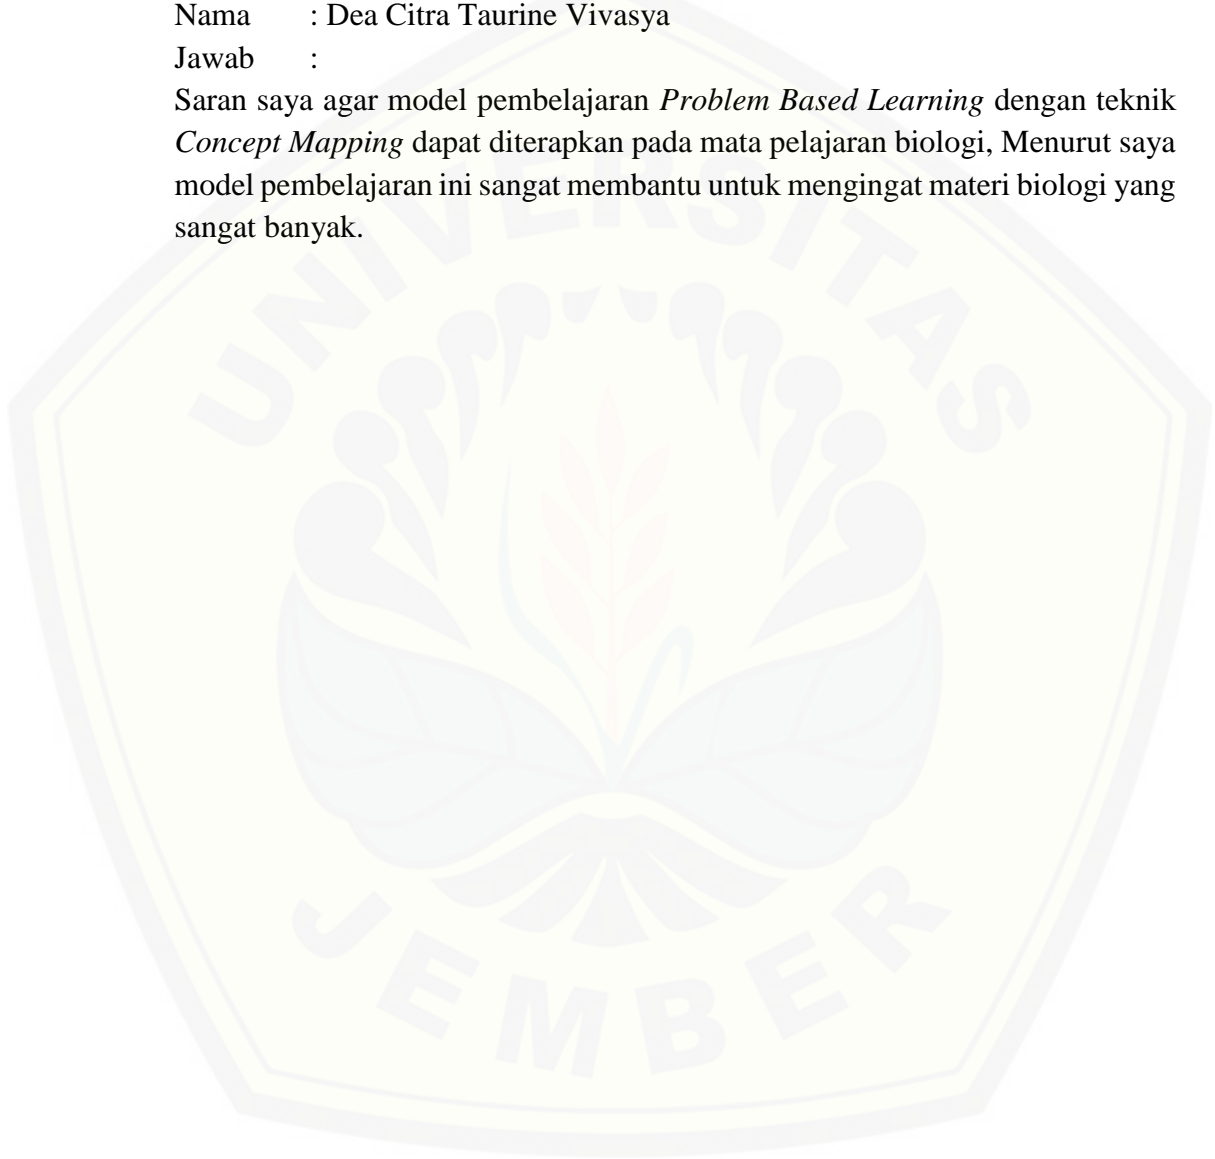 Nama : Dea Citra Taurine Vivasya
Jawab :
Saran saya agar model pembelajaran Problem Based Learning dengan teknik
Concept Mapping dapat diterapkan pada mata pelajaran biologi, Menurut saya
model pembelajaran ini sangat membantu untuk mengingat materi biologi yang
sangat banyak.
UNIVERSITAS
JEMBER